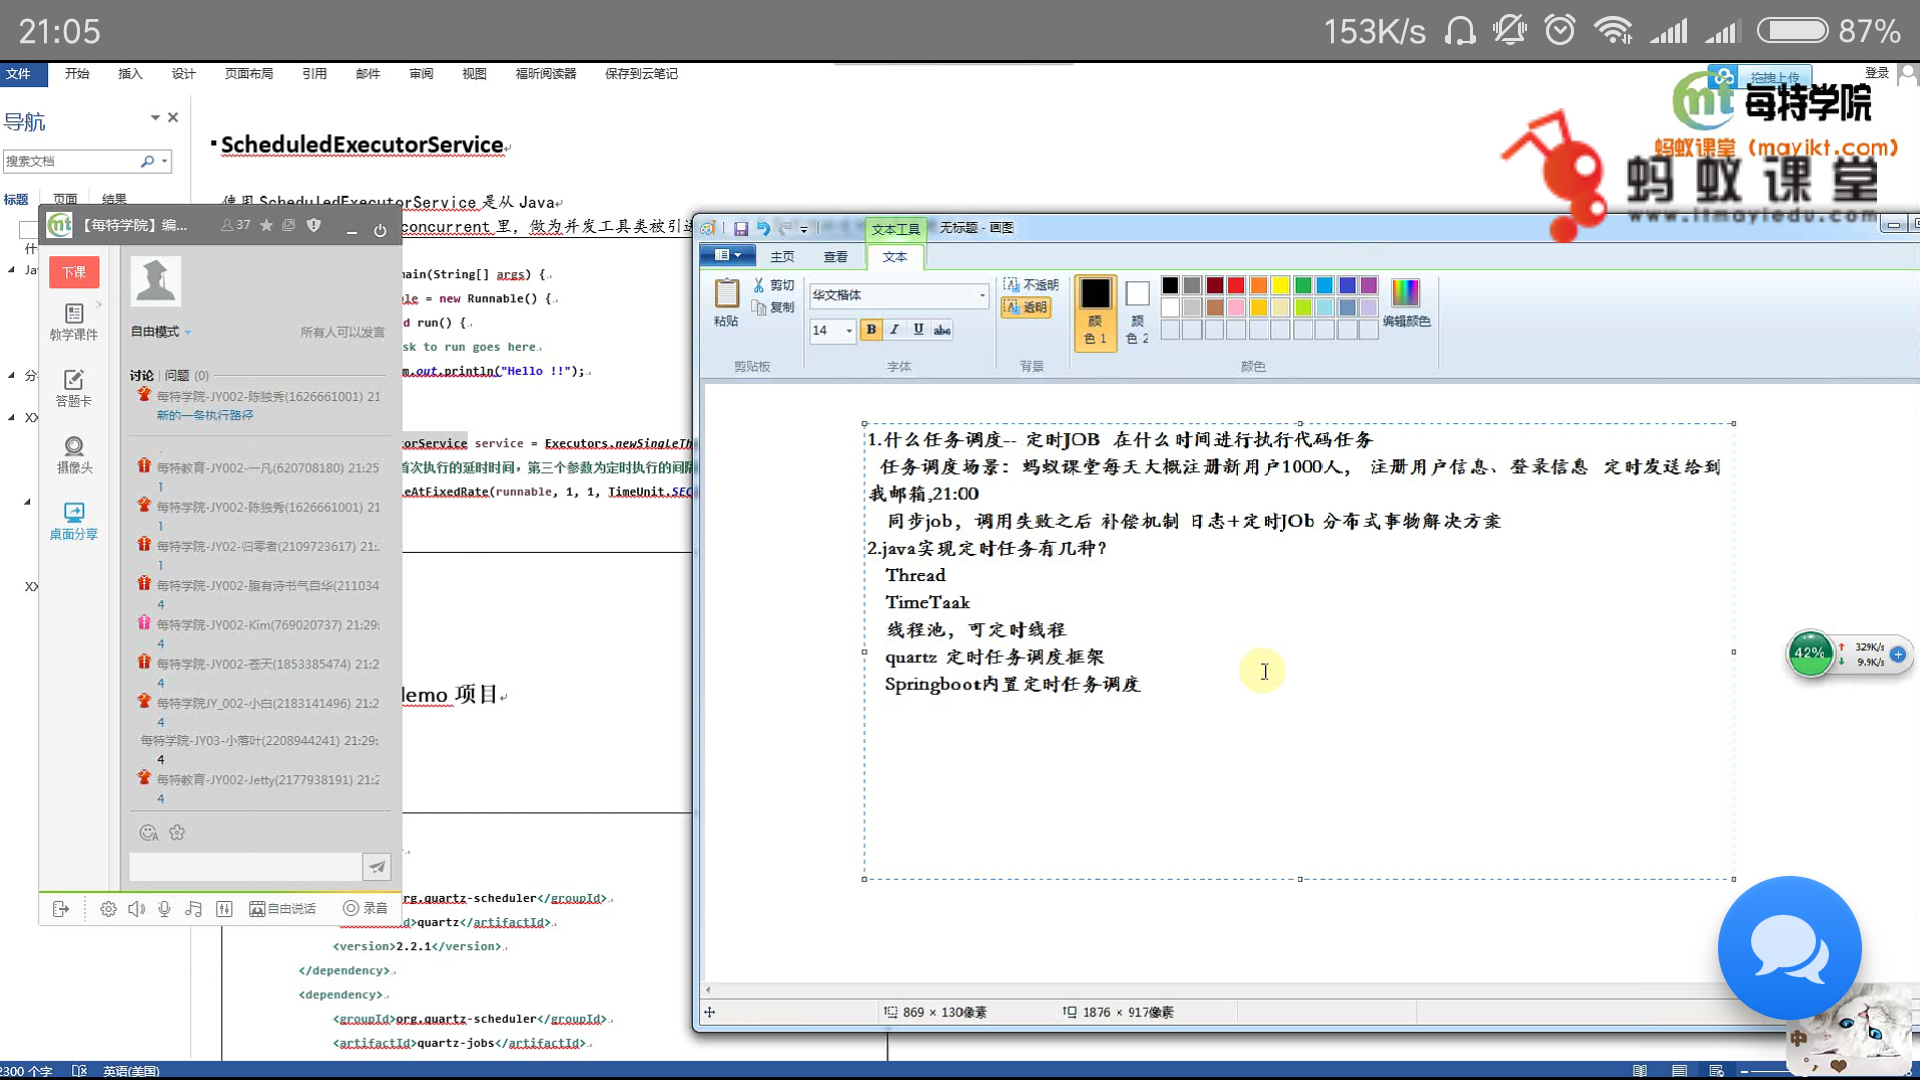 21:05
153K/s
87%
文件 开始 插入 设计 页面布局 引用 邮件 审阅 视图 福昕阅读器 保存到云笔记
拖拽上传
登录
每特学院
蚂蚁课堂（mayikt.com）
蚂蚁课堂
www.itmayiedu.com
导航
搜索文档
标题 页面 结果
ScheduledExecutorService
使用 ScheduledExecutorService 是从 Java
concurrent 里，做为并发工具类被引进
main(String[] args) {
le = new Runnable() {
d run() {
sk to run goes here
m.out.println("Hello !!");
orService service = Executors.newSingleTh
首次执行的延时时间，第三个参数为定时执行的间隔
eAtFixedRate(runnable, 1, 1, TimeUnit.SEC
demo 项目
rg.quartz-scheduler</groupId>
d>quartz</artifactId>
<version>2.2.1</version>
</dependency>
<dependency>
<groupId>org.quartz-scheduler</groupId>
<artifactId>quartz-jobs</artifactId>
什
Ja
分
XX
XX
【每特学院】编...
37
下课
教学课件
答题卡
摄像头
桌面分享
自由模式
所有人可以发言
讨论 问题 (0)
每特学院-JY002-陈独秀(1626661001) 21
新的一条执行路径
每特教育-JY002-一凡(620708180) 21:25
1
每特学院-JY002-陈独秀(1626661001) 21
1
每特学院-JY02-归零者(2109723617) 21:
1
每特学院-JY002-腹有诗书气自华(211034
4
每特学院-JY002-Kim(769020737) 21:29:
4
每特学院-JY002-苍天(1853385474) 21:2
4
每特学院JY_002-小白(2183141496) 21:2
4
每特学院-JY03-小落叶(2208944241) 21:29:
4
每特教育-JY002-Jetty(2177938191) 21:2
4
自由说话
录音
文本工具
无标题 - 画图
主页 查看 文本
粘贴
剪切
复制
剪贴板
华文楷体
14
B I U abc
字体
不透明
透明
背景
颜色 1
颜色 2
颜色
编辑颜色
1.什么任务调度-- 定时JOB 在什么时间进行执行代码任务
任务调度场景：蚂蚁课堂每天大概注册新用户1000人， 注册用户信息、登录信息 定时发送给到
我邮箱,21:00
同步job，调用失败之后 补偿机制 日志+定时JOb 分布式事物解决方案
2.java实现定时任务有几种？
Thread
TimeTaak
线程池，可定时线程
quartz 定时任务调度框架
Springboot内置定时任务调度
42%
329K/s
9.9K/s
869 × 130像素
1876 × 917像素
中
2300 个字
英语(美国)